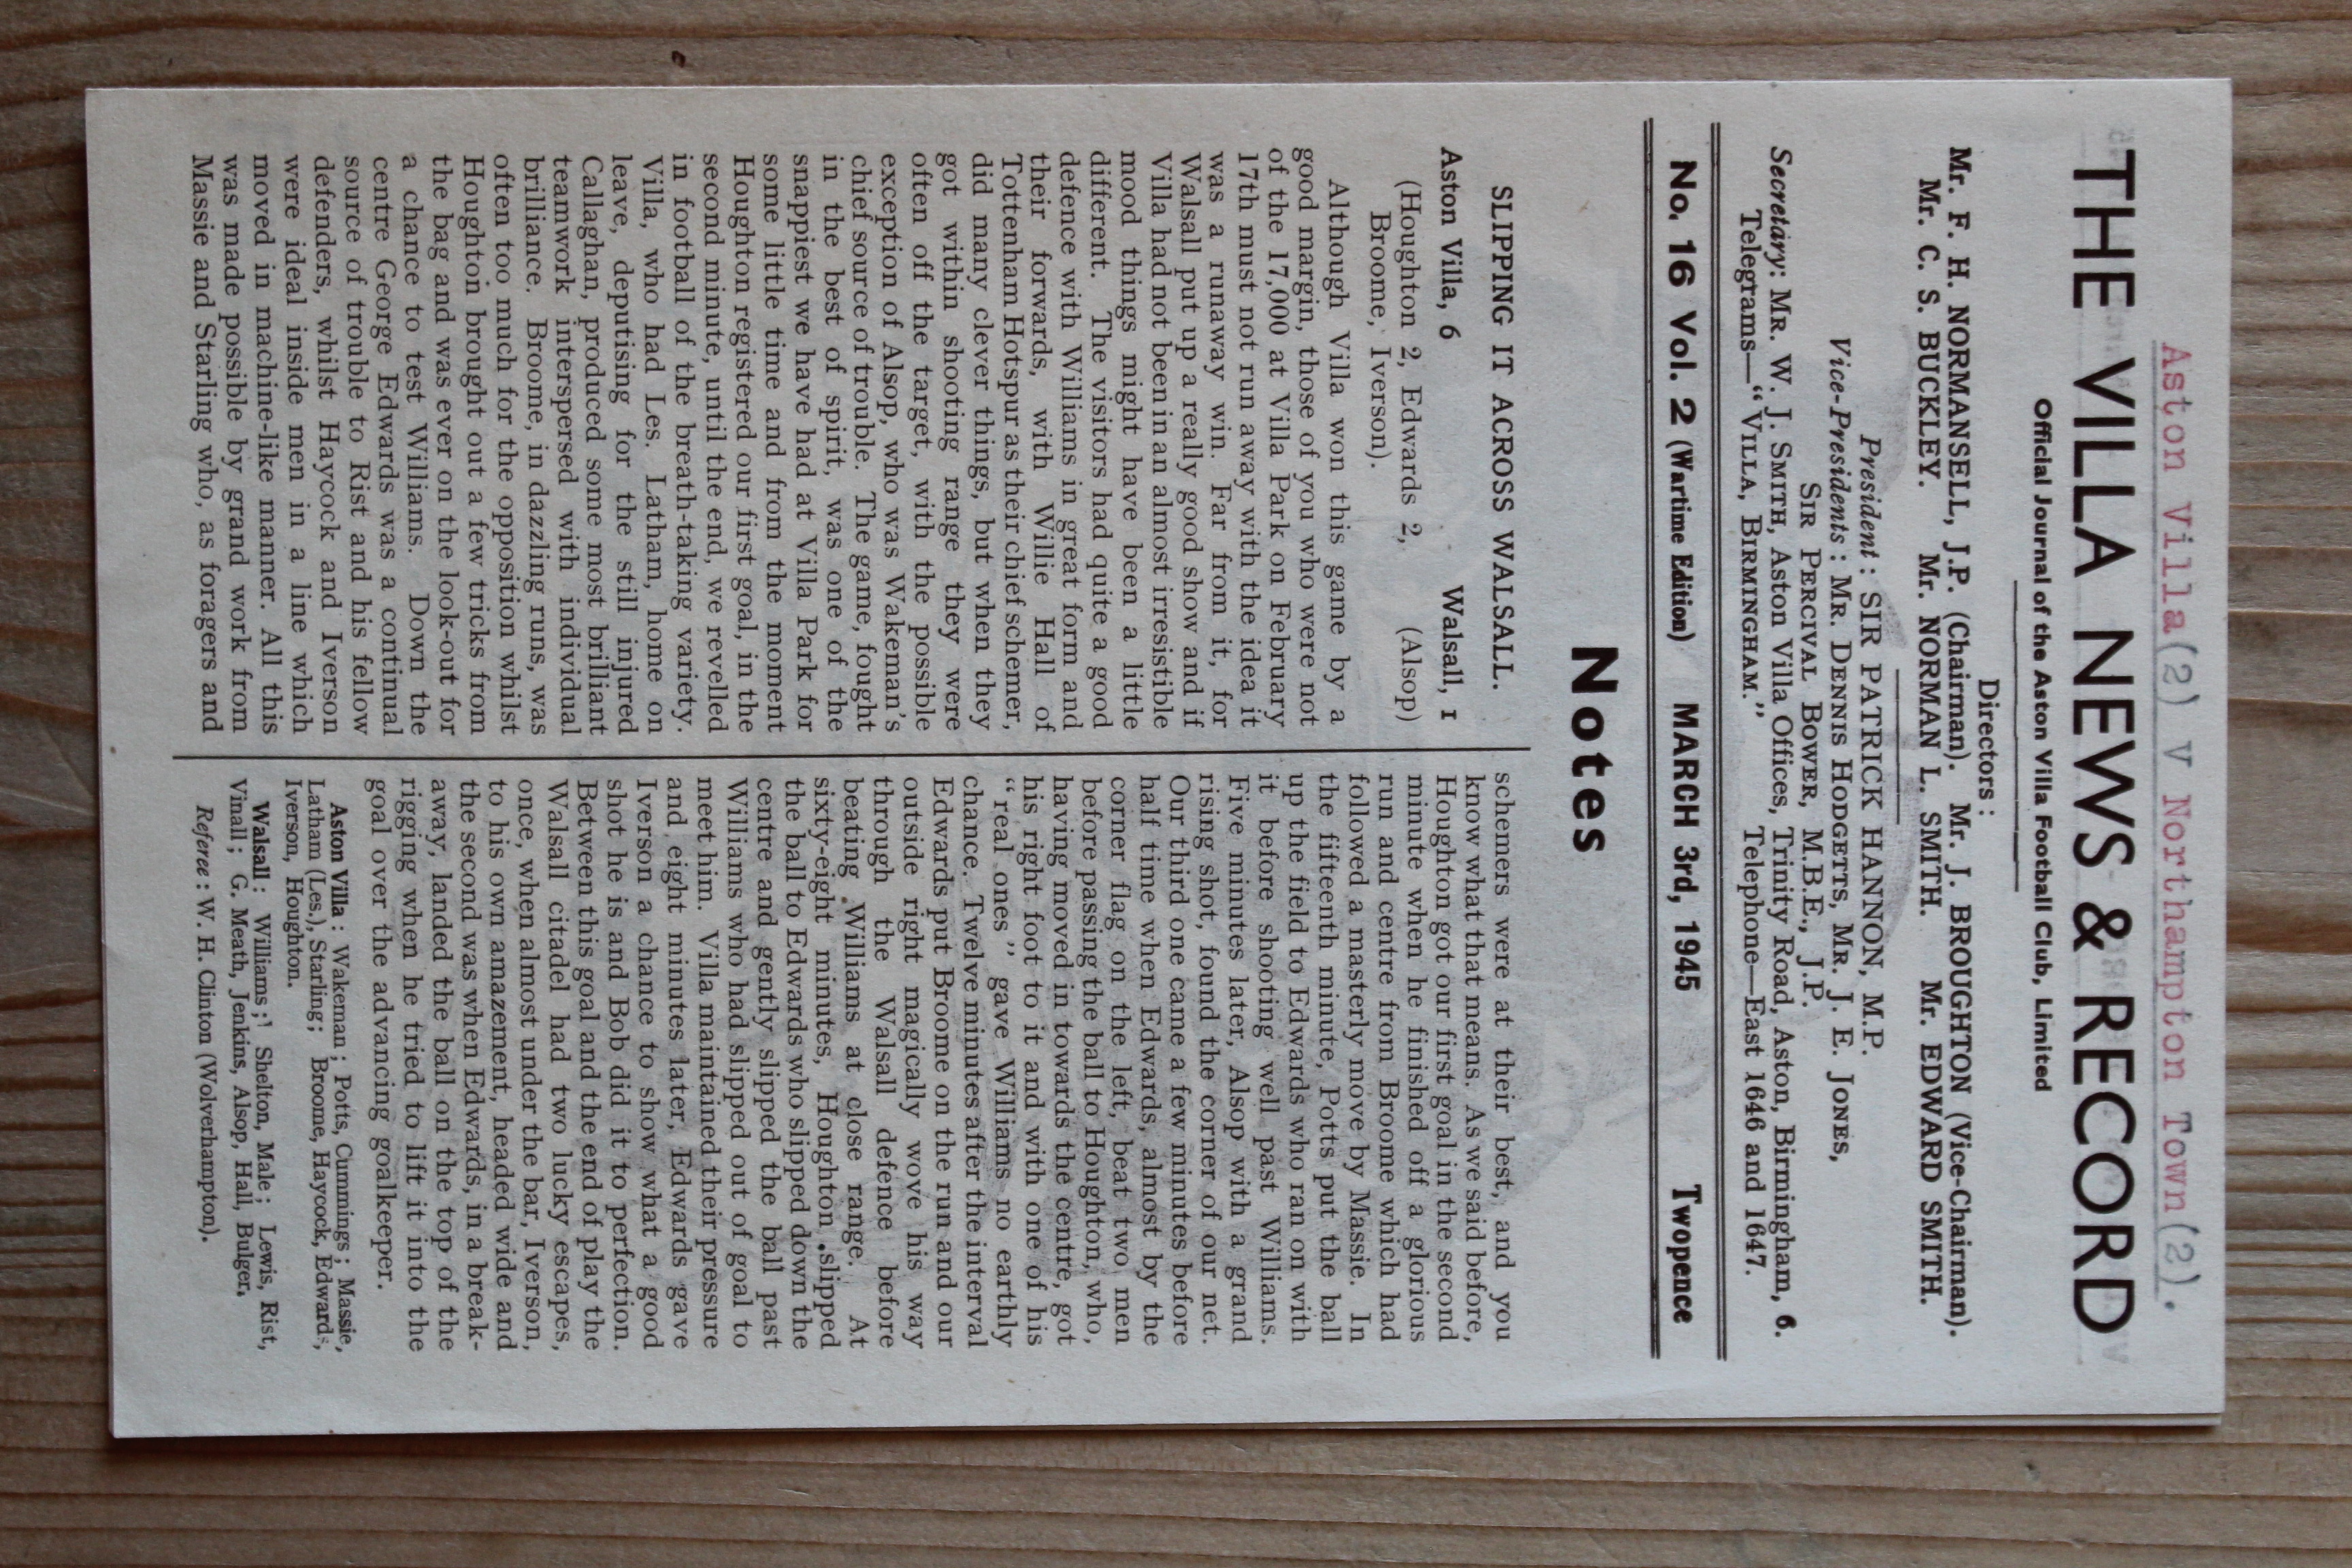 Aston Villa(2) V Northampton Town(2).
THE VILLA NEWS & RECORD
Official Journal of the Aston Villa Football Club, Limited
Directors :
Mr. F. H. NORMANSELL, J.P. (Chairman). Mr. J. BROUGHTON (Vice-Chairman).
Mr. C. S. BUCKLEY. Mr. NORMAN L. SMITH. Mr. EDWARD SMITH.
President : SIR PATRICK HANNON, M.P.
Vice-Presidents : MR. DENNIS HODGETTS, MR. J. E. JONES,
SIR PERCIVAL BOWER, M.B.E., J.P.
Secretary: MR. W. J. SMITH, Aston Villa Offices, Trinity Road, Aston, Birmingham, 6.
Telegrams—“VILLA, BIRMINGHAM.” Telephone—East 1646 and 1647.
No. 16 Vol. 2 (Wartime Edition) MARCH 3rd, 1945 Twopence
Notes
SLIPPING IT ACROSS WALSALL.
Aston Villa, 6 Walsall, 1
(Houghton 2, Edwards 2, (Alsop)
Broome, Iverson).
Although Villa won this game by a
good margin, those of you who were not
of the 17,000 at Villa Park on February
17th must not run away with the idea it
was a runaway win. Far from it, for
Walsall put up a really good show and if
Villa had not been in an almost irresistible
mood things might have been a little
different. The visitors had quite a good
defence with Williams in great form and
their forwards, with Willie Hall of
Tottenham Hotspur as their chief schemer,
did many clever things, but when they
got within shooting range they were
often off the target, with the possible
exception of Alsop, who was Wakeman's
chief source of trouble. The game, fought
in the best of spirit, was one of the
snappiest we have had at Villa Park for
some little time and from the moment
Houghton registered our first goal, in the
second minute, until the end, we revelled
in football of the breath-taking variety.
Villa, who had Les. Latham, home on
leave, deputising for the still injured
Callaghan, produced some most brilliant
teamwork interspersed with individual
brilliance. Broome, in dazzling runs, was
often too much for the opposition whilst
Houghton brought out a few tricks from
the bag and was ever on the look-out for
a chance to test Williams. Down the
centre George Edwards was a continual
source of trouble to Rist and his fellow
defenders, whilst Haycock and Iverson
were ideal inside men in a line which
moved in machine-like manner. All this
was made possible by grand work from
Massie and Starling who, as foragers and
schemers were at their best, and you
know what that means. As we said before,
Houghton got our first goal in the second
minute when he finished off a glorious
run and centre from Broome which had
followed a masterly move by Massie. In
the fifteenth minute, Potts put the ball
up the field to Edwards who ran on with
it before shooting well past Williams.
Five minutes later, Alsop with a grand
rising shot, found the corner of our net.
Our third one came a few minutes before
half time when Edwards, almost by the
corner flag on the left, beat two men
before passing the ball to Houghton, who,
having moved in towards the centre, got
his right foot to it and with one of his
“real ones” gave Williams no earthly
chance. Twelve minutes after the interval
Edwards put Broome on the run and our
outside right magically wove his way
through the Walsall defence before
beating Williams at close range. At
sixty-eight minutes, Houghton slipped
the ball to Edwards who slipped down the
centre and gently slipped the ball past
Williams who had slipped out of goal to
meet him. Villa maintained their pressure
and eight minutes later, Edwards gave
Iverson a chance to show what a good
shot he is and Bob did it to perfection.
Between this goal and the end of play the
Walsall citadel had two lucky escapes,
once, when almost under the bar, Iverson,
to his own amazement, headed wide and
the second was when Edwards, in a break-
away, landed the ball on the top of the
rigging when he tried to lift it into the
goal over the advancing goalkeeper.
Aston Villa : Wakeman ; Potts, Cummings ; Massie,
Latham (Les.), Starling ; Broome, Haycock, Edwards,
Iverson, Houghton.
Walsall : Williams ; Shelton, Male ; Lewis, Rist,
Vinall ; G. Meath, Jenkins, Alsop, Hall, Bulger.
Referee : W. H. Clinton (Wolverhampton).